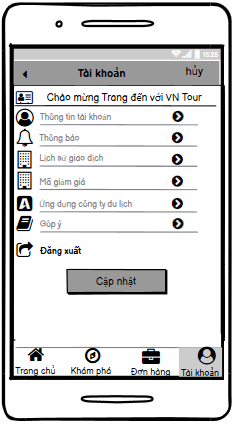 15:25
Tài khoản hủy
Chào mừng Trang đến với VN Tour
Thông tin tài khoản
Thông báo
Lịch sử giao dịch
Mã giảm giá
A Ứng dụng công ty du lịch
Góp ý
Đăng xuất
Cập nhật
Trang chủ Khám phá Đơn hàng Tài khoản